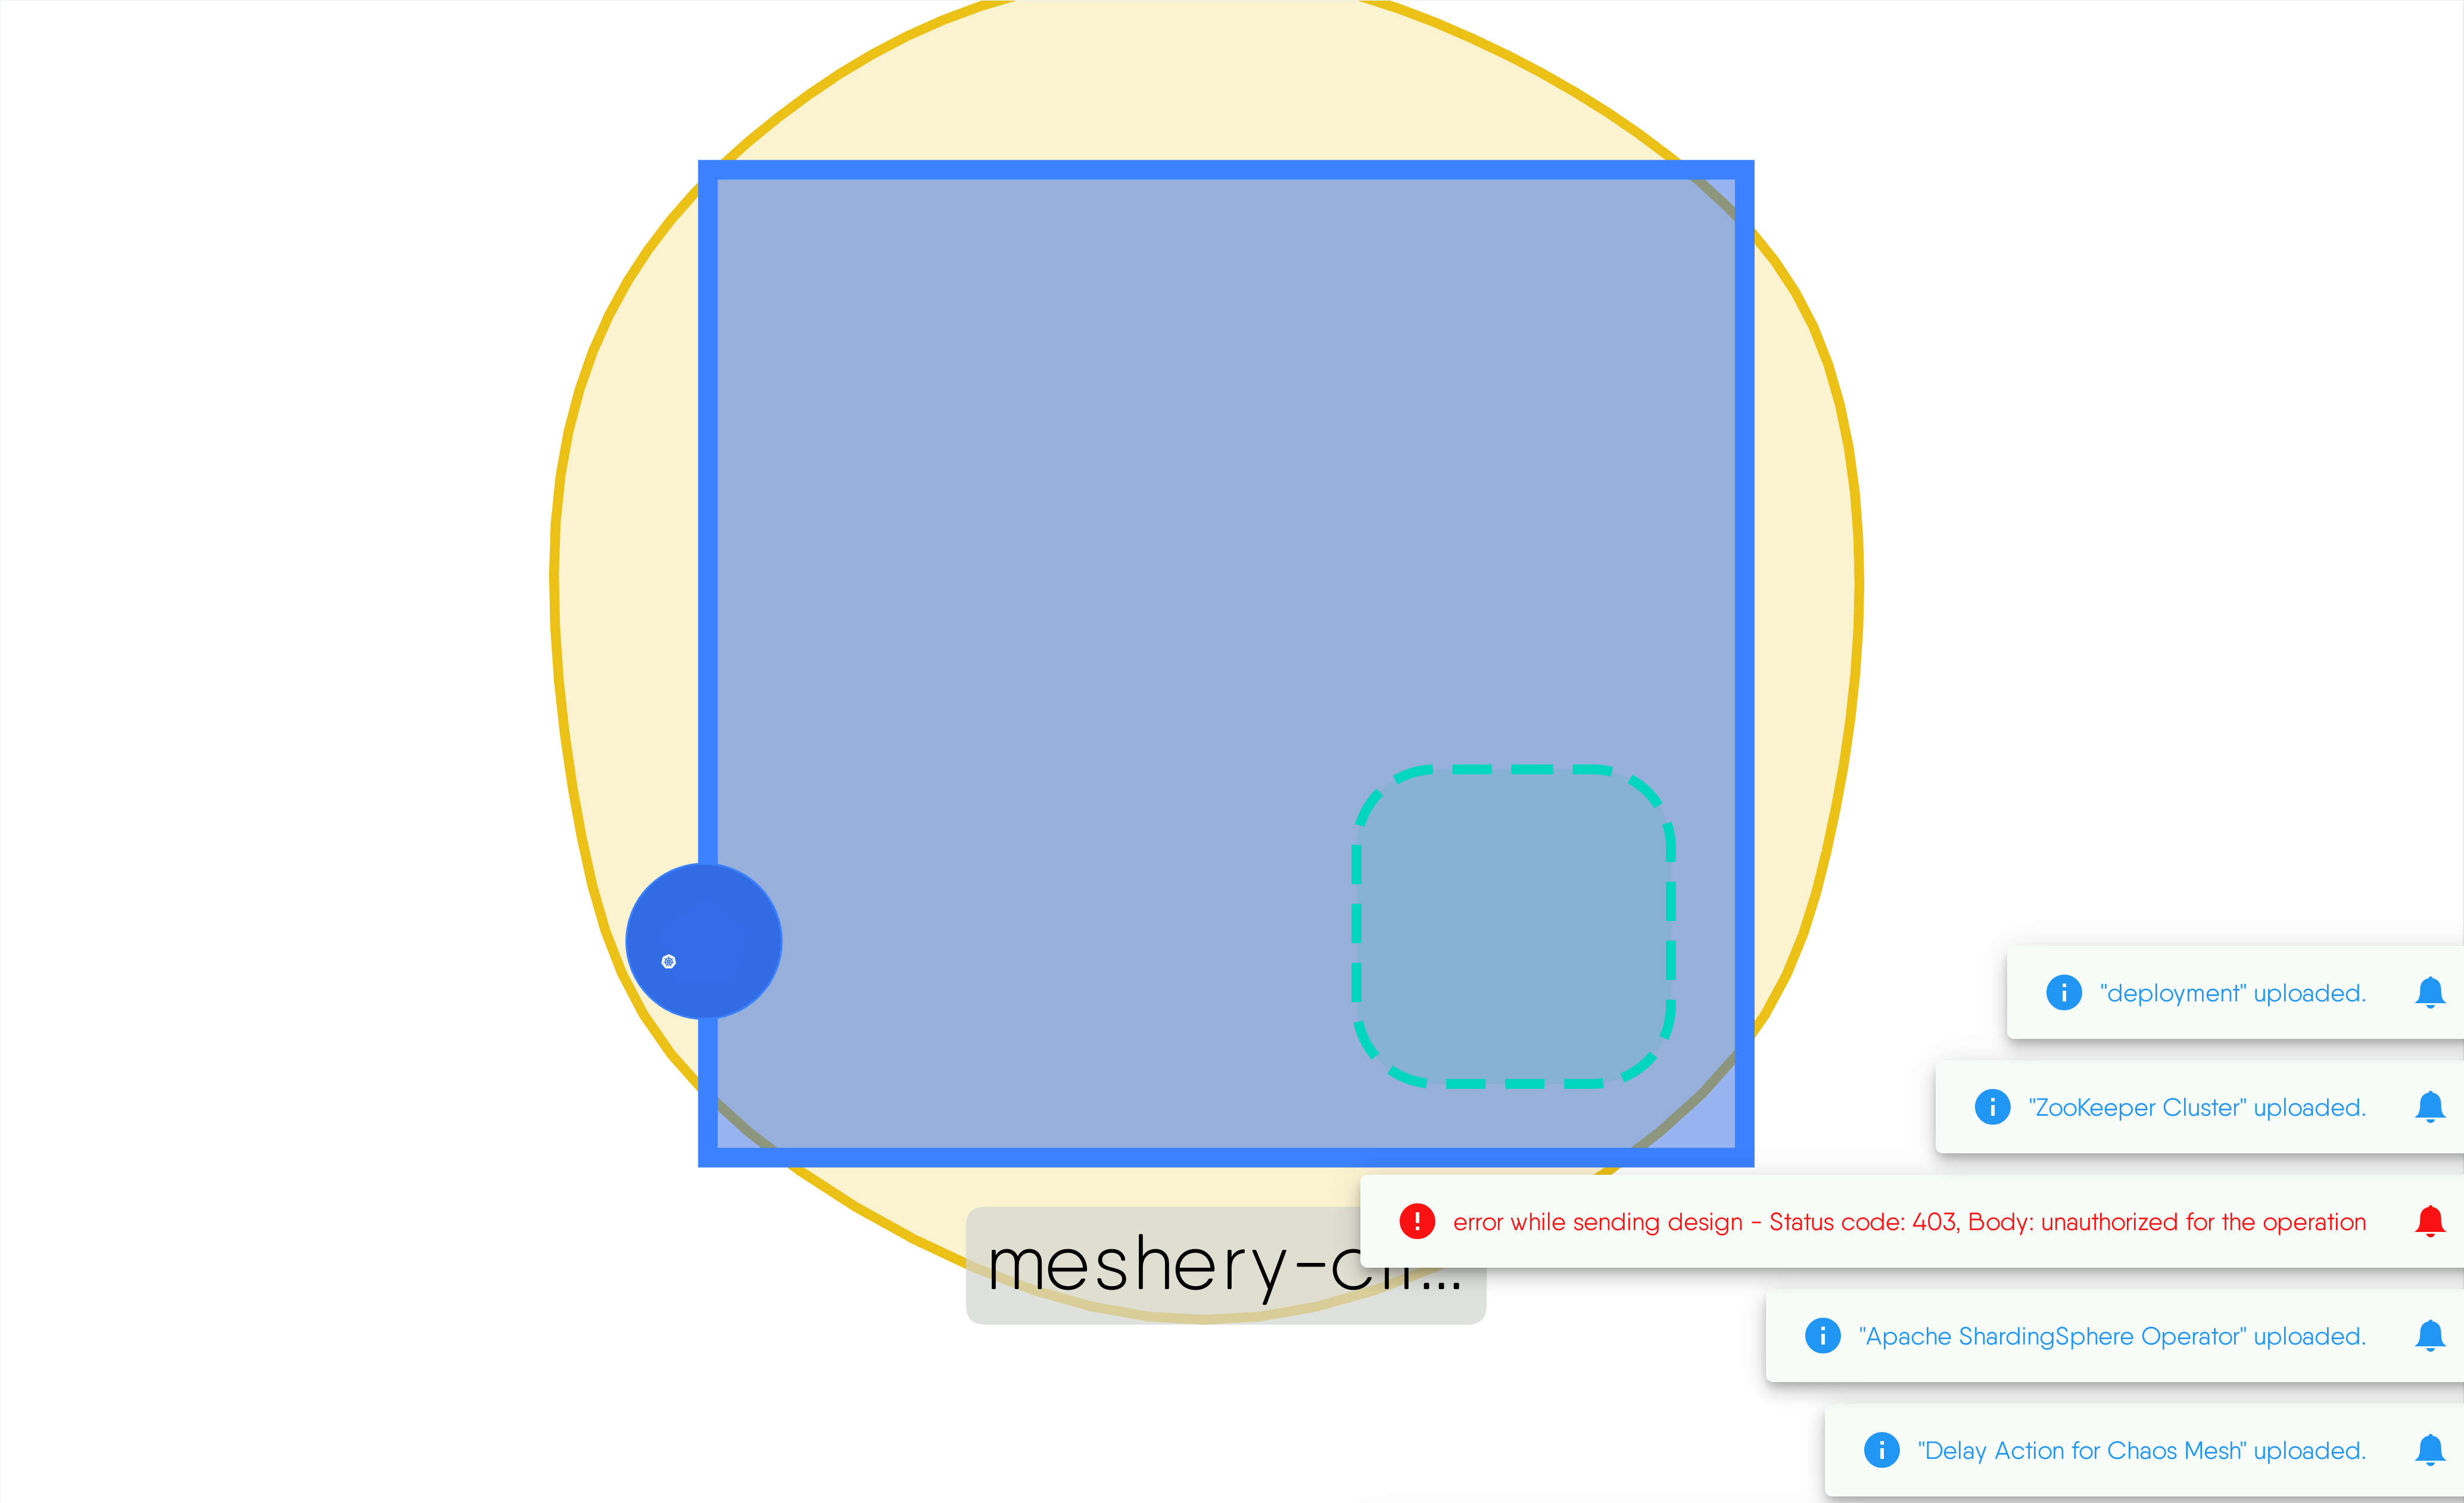 "deployment" uploaded.
"ZooKeeper Cluster" uploaded.
error while sending design - Status code: 403, Body: unauthorized for the operation
meshery-c
"Apache ShardingSphere Operator" uploaded.
"Delay Action for Chaos Mesh" uploaded.